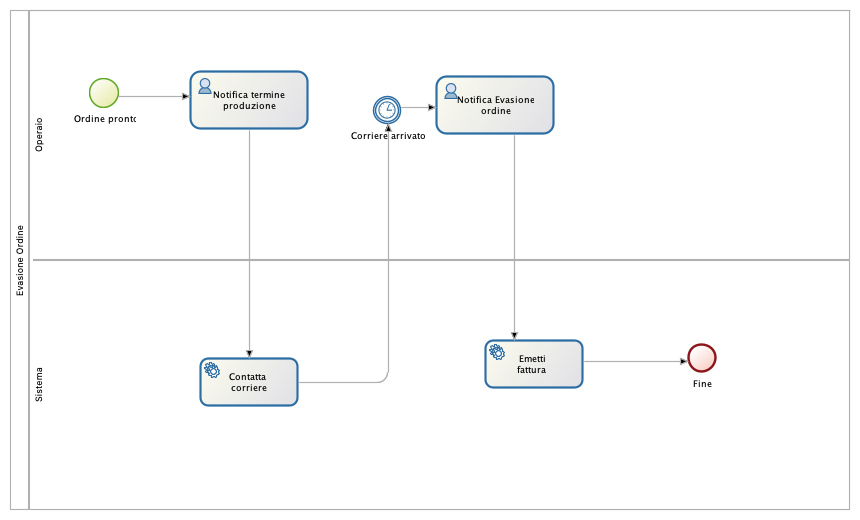 Evasione Ordine
Operaio
Ordine pronto
Notifica termine
produzione
Corriere arrivato
Notifica Evasione
ordine
Sistema
Contatta
corriere
Emetti
fattura
Fine